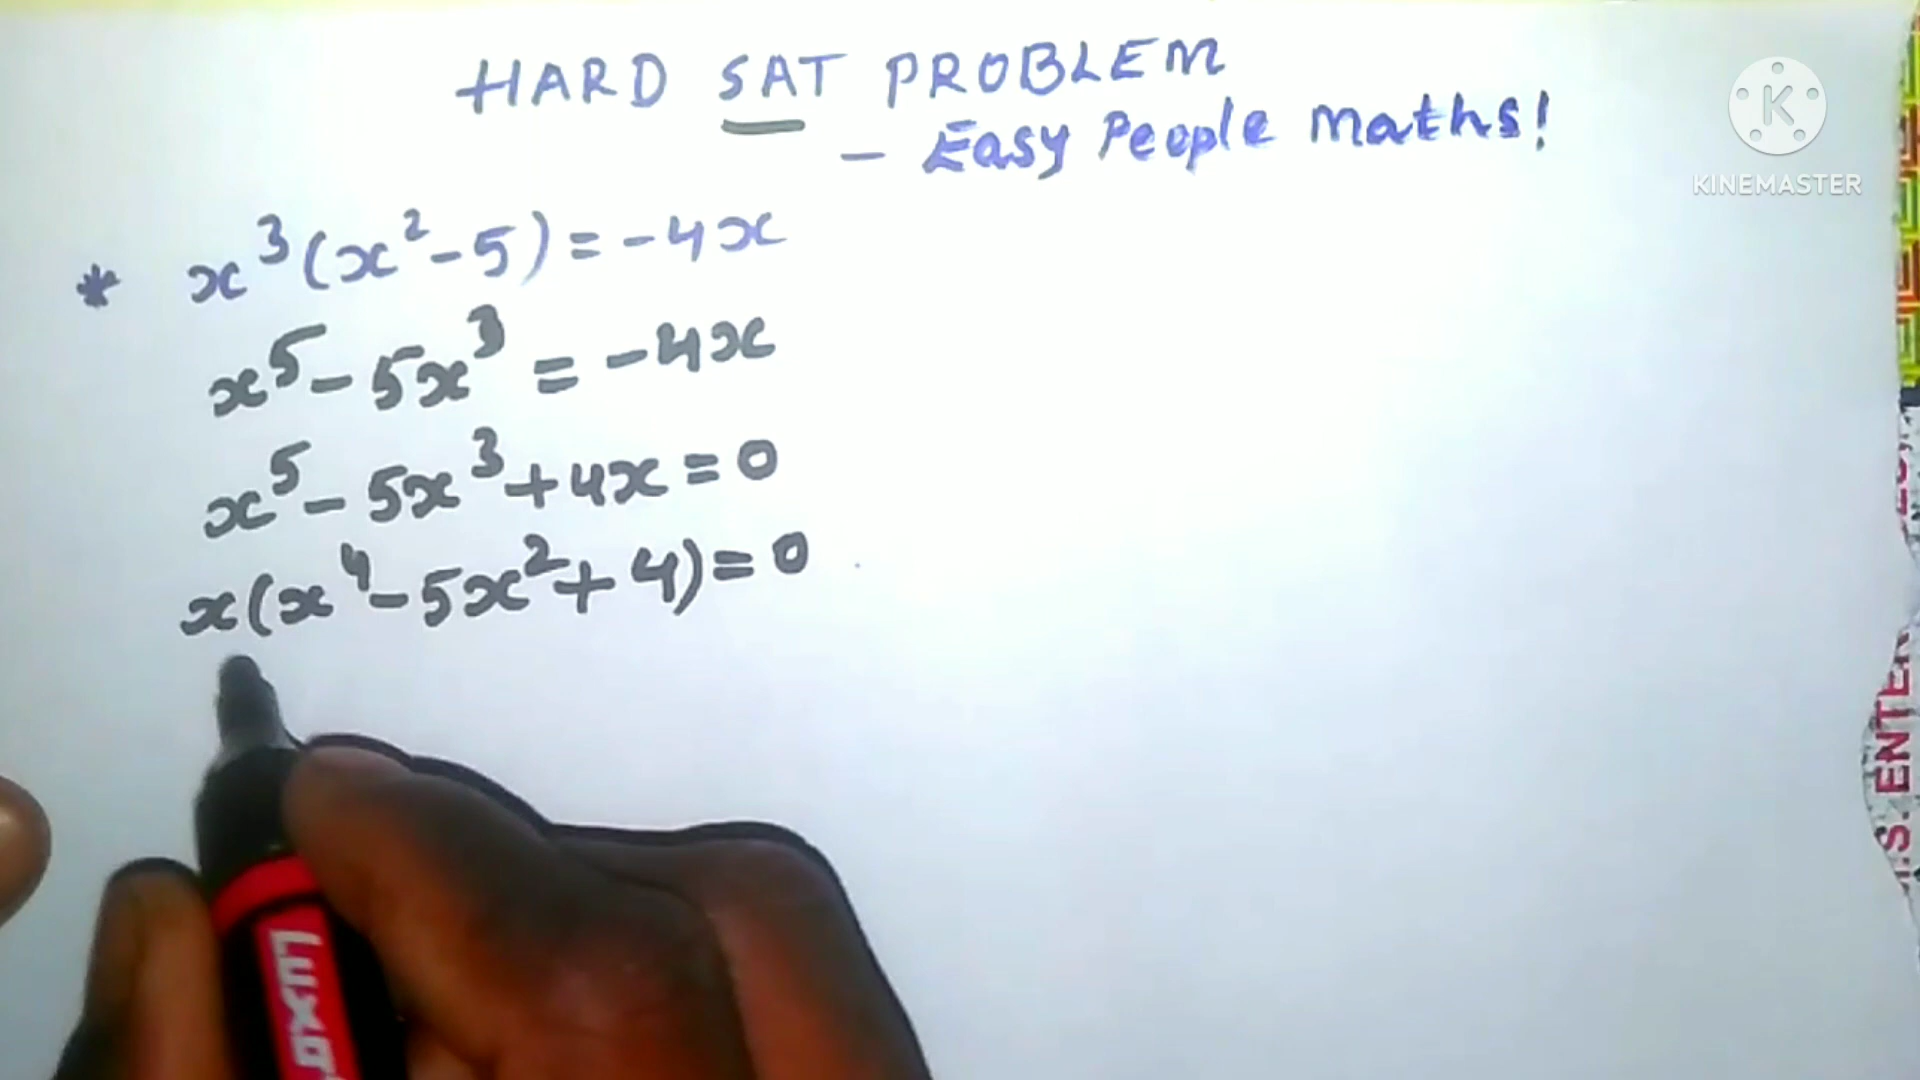 HARD SAT PROBLEM
- Easy People maths!
K
KINEMASTER
* x³(x²-5)=-4x
x⁵-5x³=-4x
x⁵-5x³+4x=0
x(x⁴-5x²+4)=0
S. ENTER